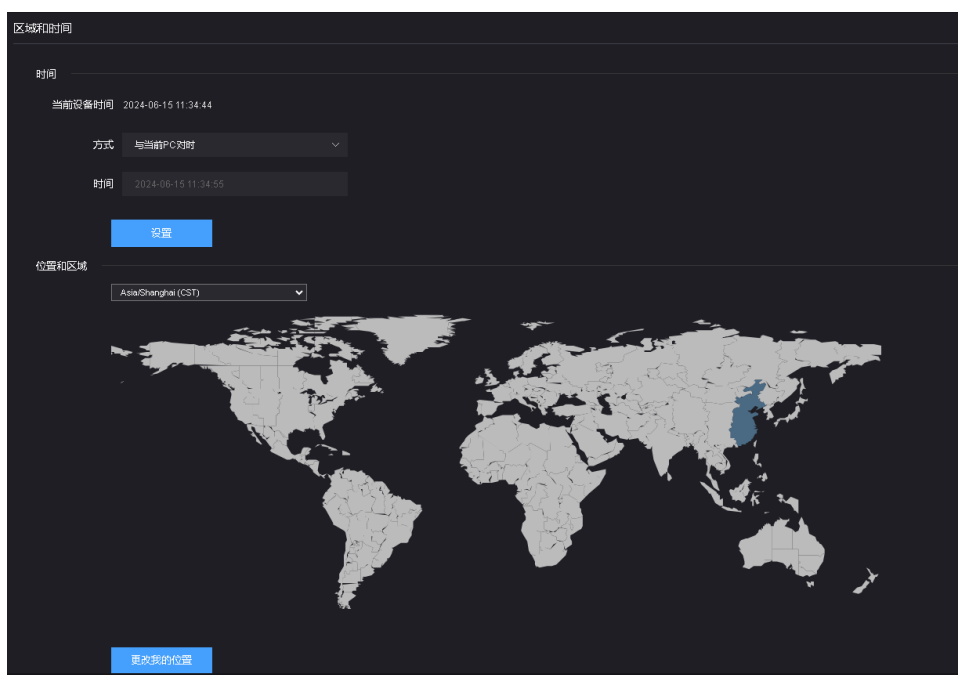 区域和时间
时间
当前设备时间 2024-06-15 11:34:44
方式 与当前PC对时
时间 2024-06-15 11:34:55
设置
位置和区域
Asia/Shanghai (CST)
更改我的位置